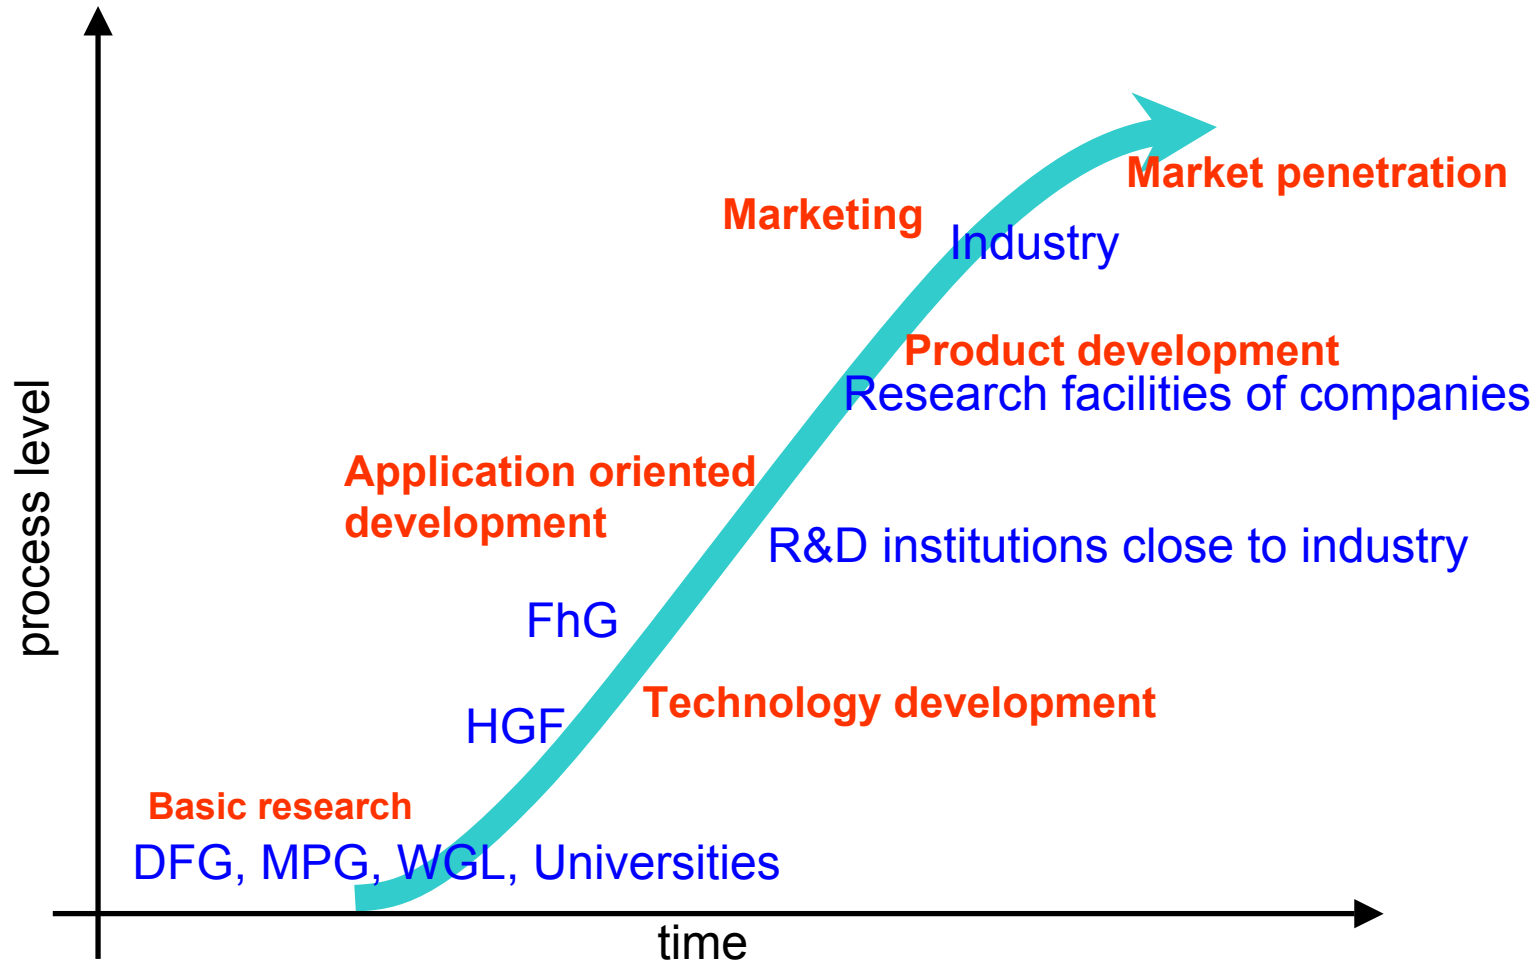 Market penetration
Marketing
Industry
Product development
Research facilities of companies
process level
Application oriented
development
R&D institutions close to industry
FhG
Technology development
HGF
Basic research
DFG, MPG, WGL, Universities
time